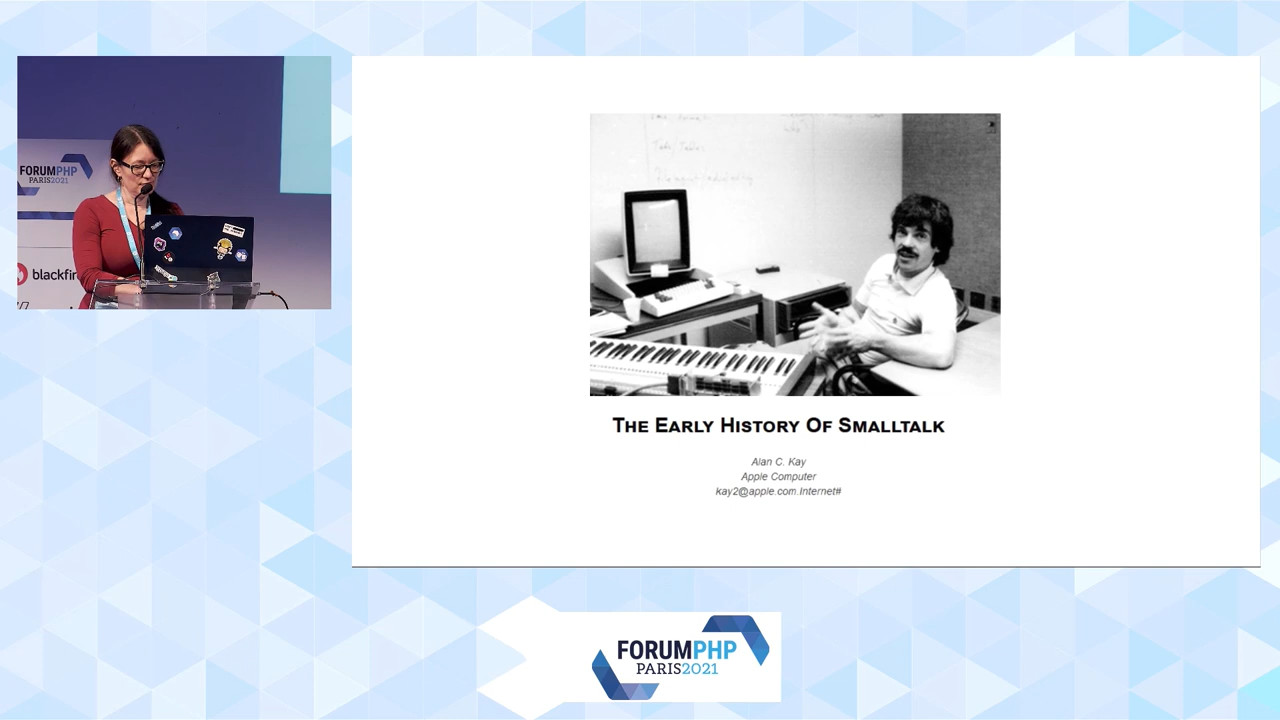 FORUMPHP
PARIS2021
blackfir
THE EARLY HISTORY OF SMALLTALK
Alan C. Kay
Apple Computer
kay2@apple.com.Internet#
FORUMPHP
PARIS2021